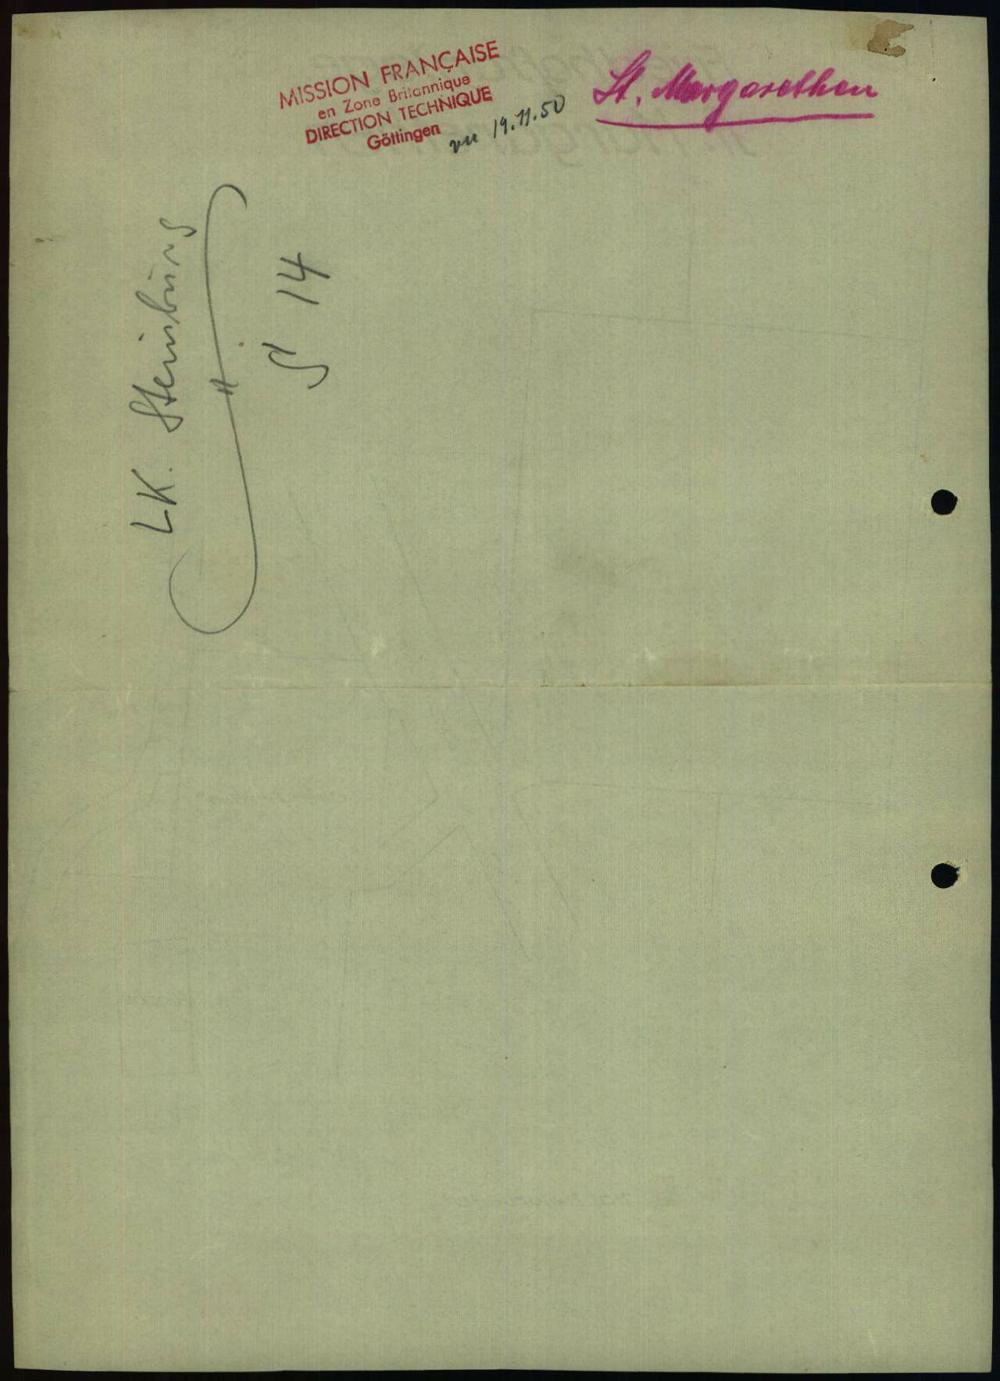 MISSION FRANÇAISE
en Zone Britannique
DIRECTION TECHNIQUE
Göttingen
vu 19.11.50
St. Margarethen
LK. Steinburg
S 14